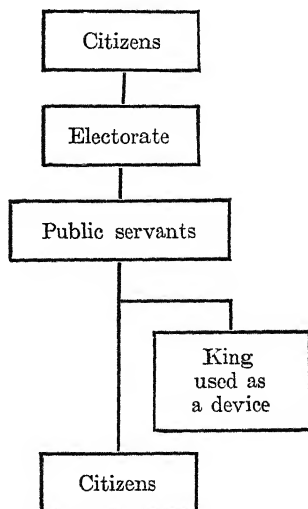 Citizens
Electorate
Public servants
King
used as
a device
Citizens